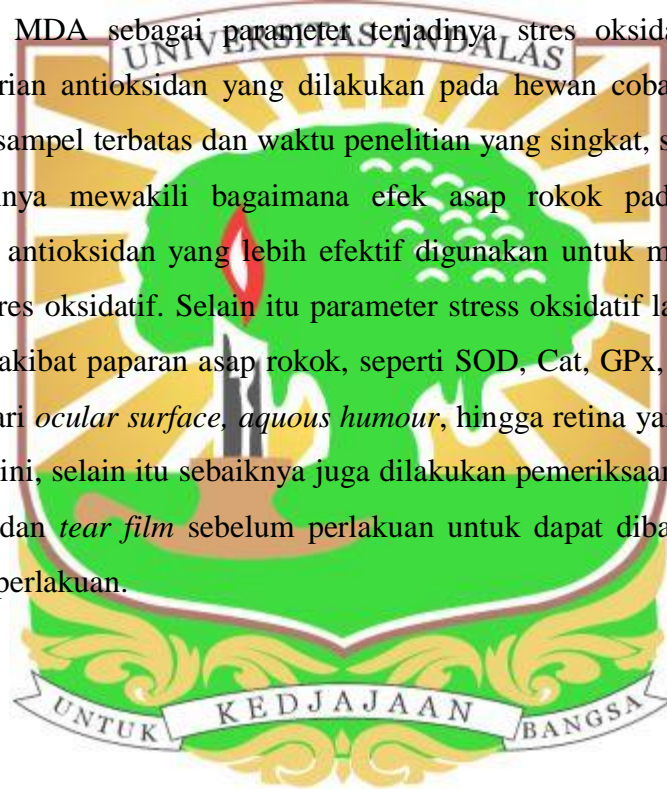 MDA sebagai parameter terjadinya stres oksida
UNIVERSITAS ANDALAS
rian antioksidan yang dilakukan pada hewan coba
sampel terbatas dan waktu penelitian yang singkat, s
nya mewakili bagaimana efek asap rokok pad
antioksidan yang lebih efektif digunakan untuk m
res oksidatif. Selain itu parameter stress oksidatif la
akibat paparan asap rokok, seperti SOD, Cat, GPx,
ari ocular surface, aquous humour, hingga retina ya
ini, selain itu sebaiknya juga dilakukan pemeriksaan
dan tear film sebelum perlakuan untuk dapat diba
perlakuan.
UNTUK KEDJAJAAN BANGSA